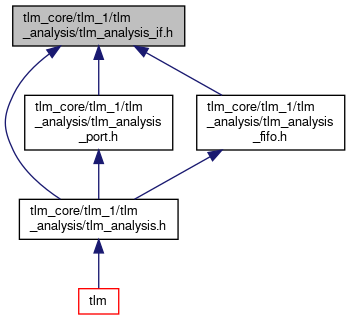 tlm_core/tlm_1/tlm
_analysis/tlm_analysis_if.h
tlm_core/tlm_1/tlm
_analysis/tlm_analysis
_port.h
tlm_core/tlm_1/tlm
_analysis/tlm_analysis
_fifo.h
tlm_core/tlm_1/tlm
_analysis/tlm_analysis.h
tlm